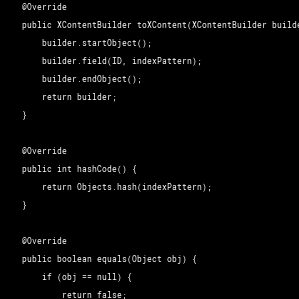 @Override
public XContentBuilder toXContent(XContentBuilder builde
builder.startObject();
builder.field(ID, indexPattern);
builder.endObject();
return builder;
}
@Override
public int hashCode() {
return Objects.hash(indexPattern);
}
@Override
public boolean equals(Object obj) {
if (obj == null) {
return false;